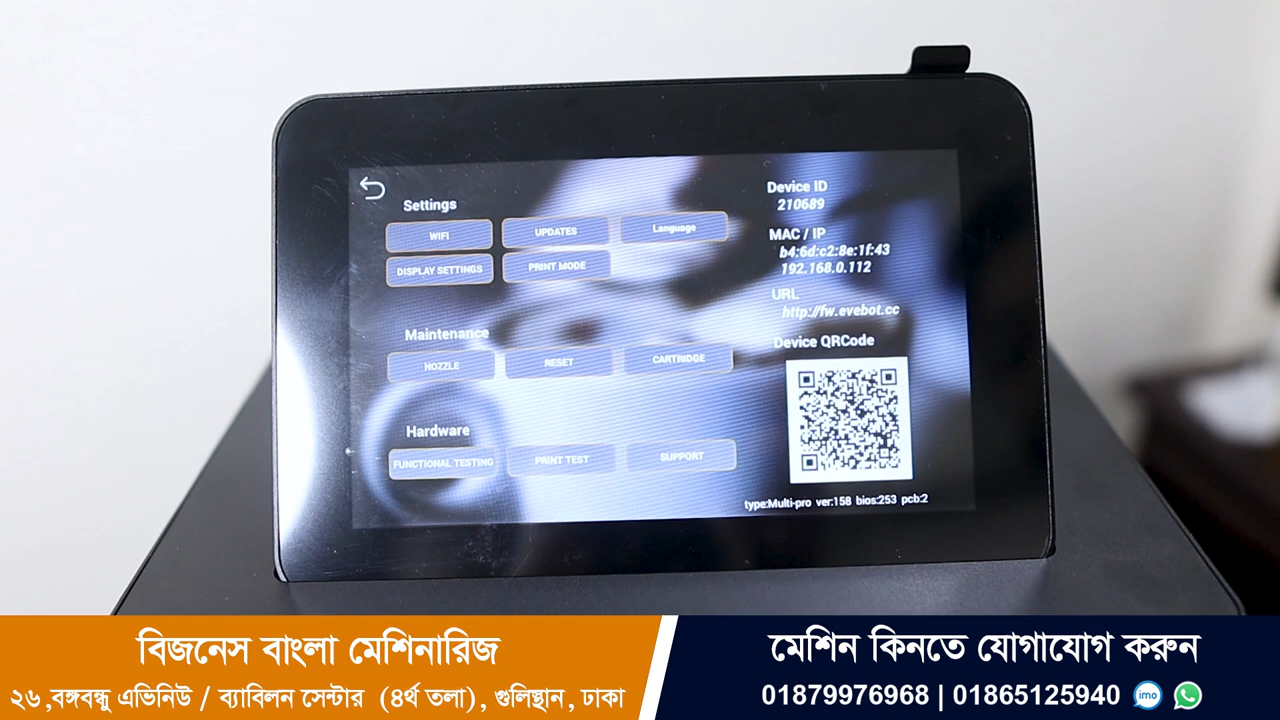 Settings
WIFI
UPDATES
Language
DISPLAY SETTINGS
PRINT MODE
Maintenance
NOZZLE
RESET
CARTRIDGE
Hardware
FUNCTIONAL TESTING
PRINT TEST
SUPPORT
Device ID
210689
MAC / IP
b4:6d:c2:8e:1f:43
192.168.0.112
URL
http://fw.evebot.cc
Device QRCode
type:Multi-pro ver:158 bios:253 pcb:2
বিজনেস বাংলা মেশিনারিজ
২৬,বঙ্গবন্ধু এভিনিউ / ব্যাবিলন সেন্টার (৪র্থ তলা), গুলিস্থান, ঢাকা
মেশিন কিনতে যোগাযোগ করুন
01879976968 | 01865125940 imo